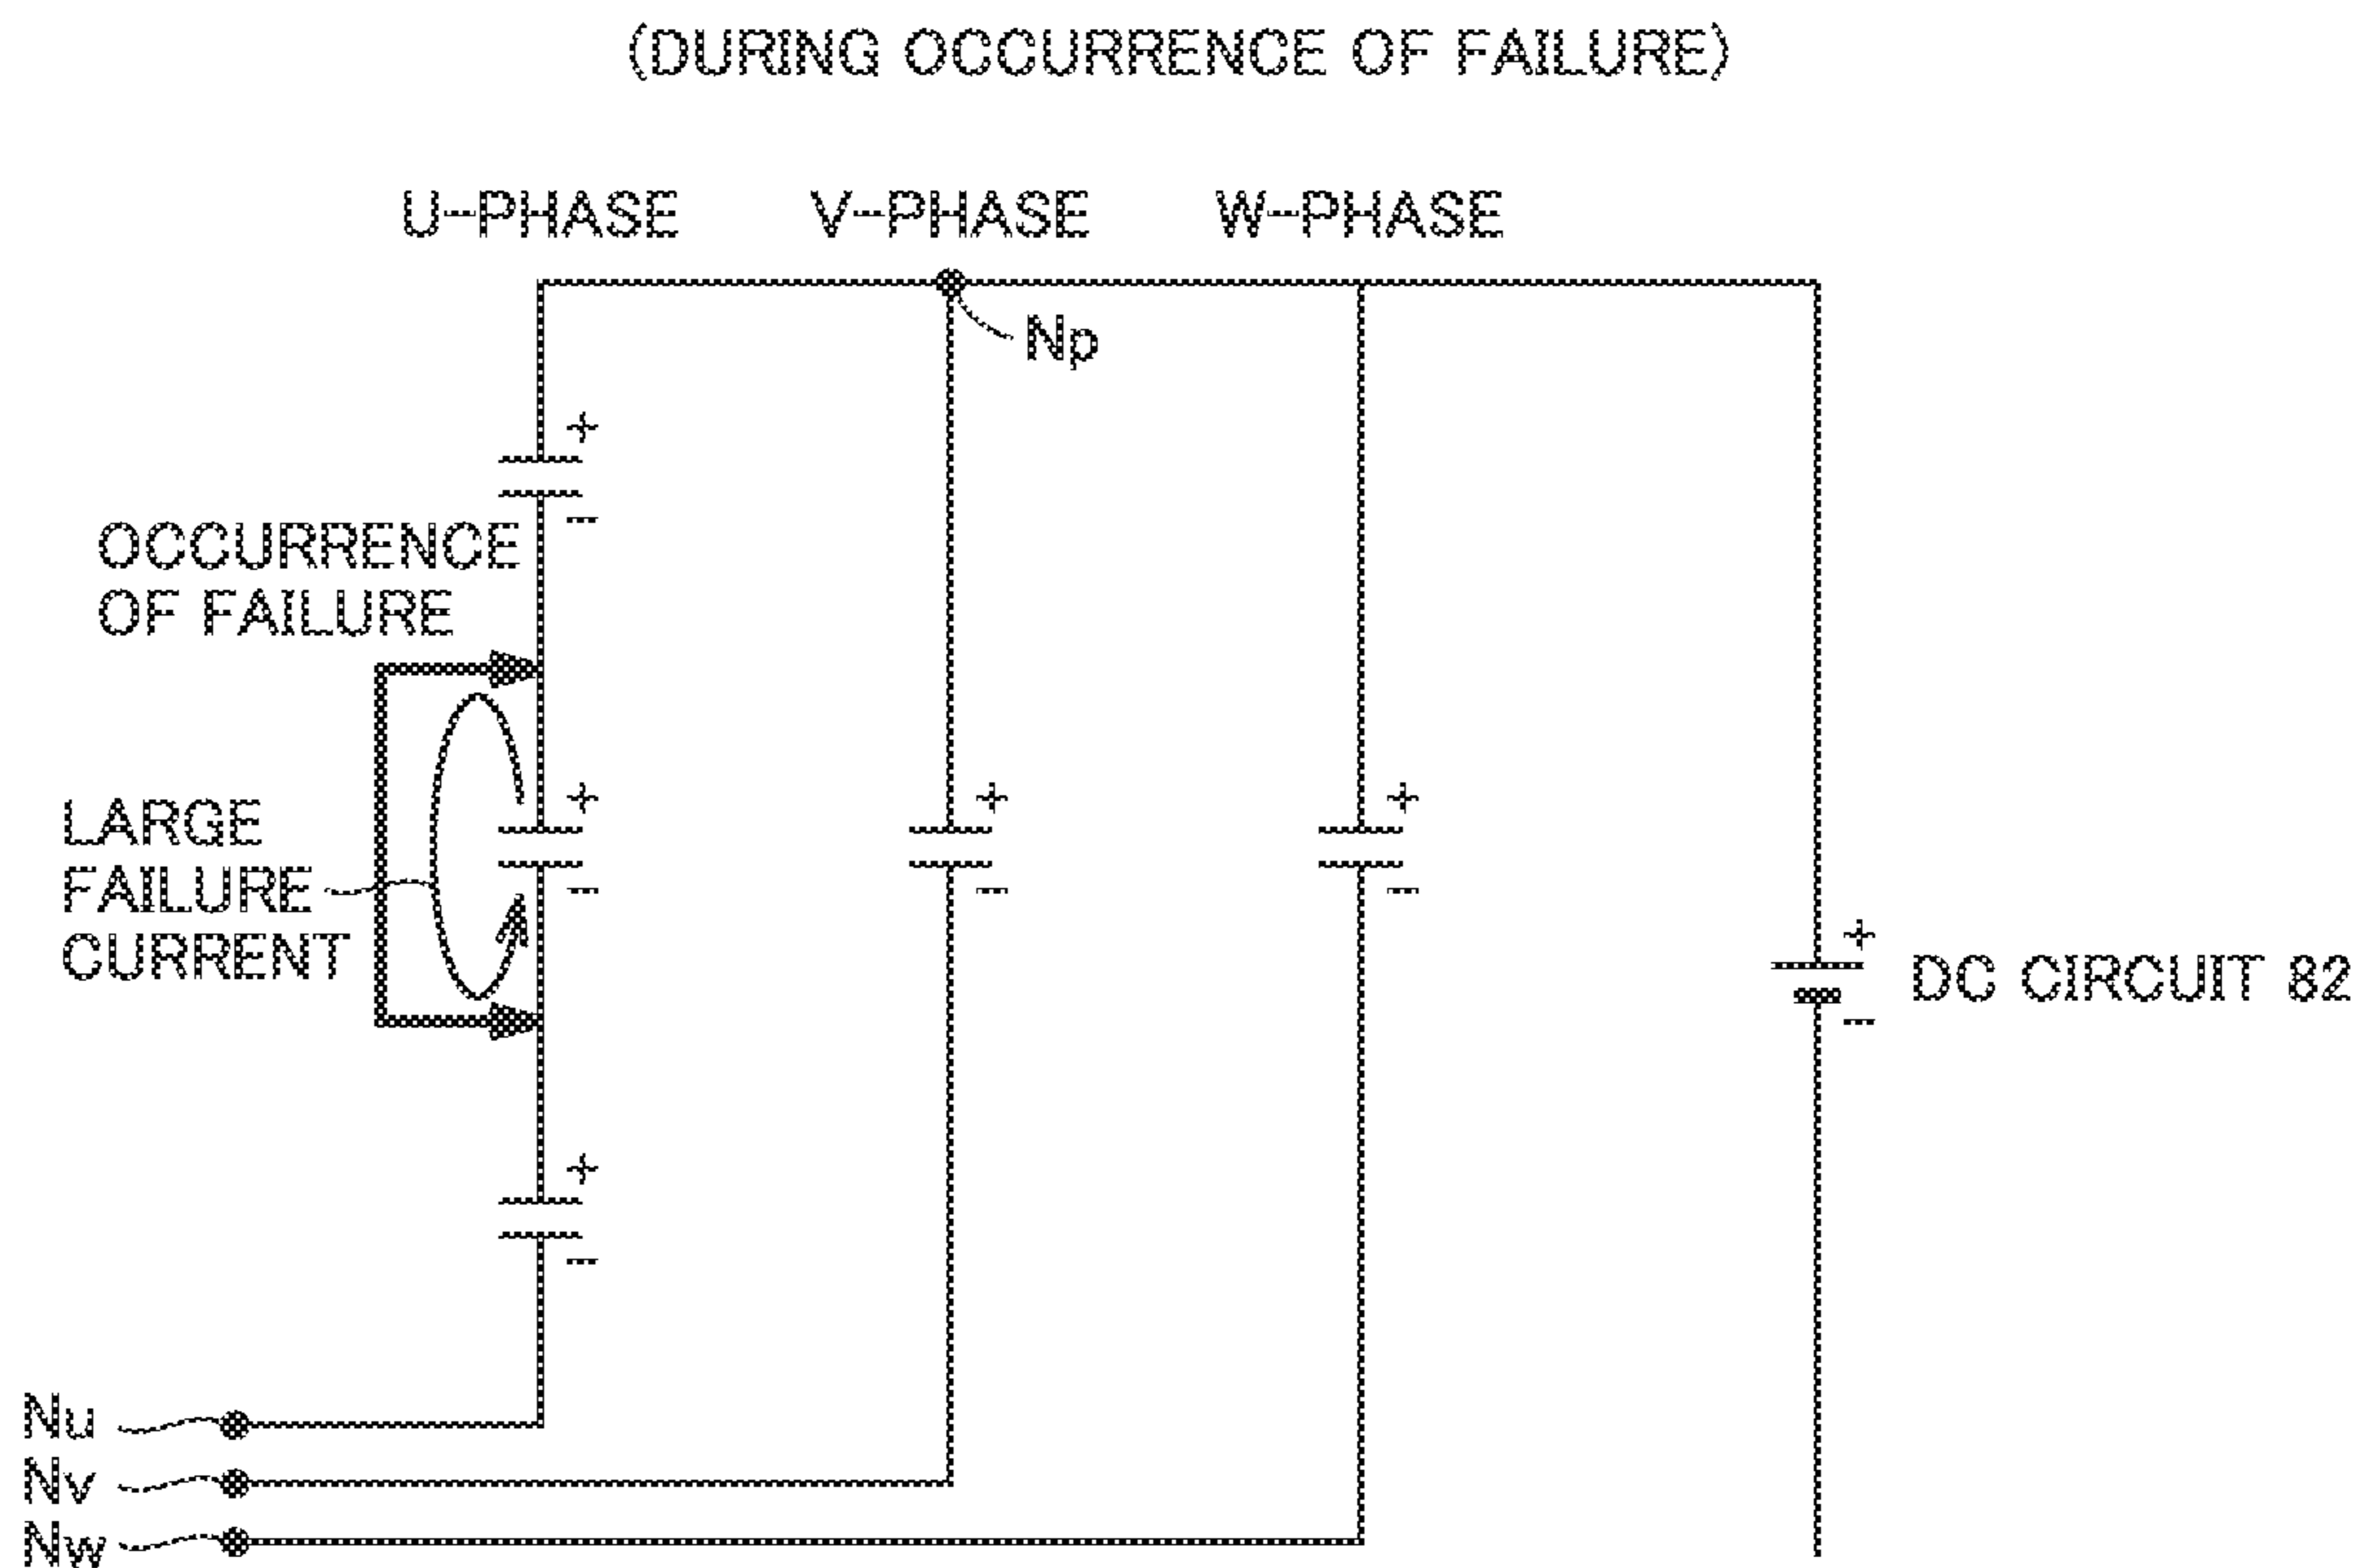 (DURING OCCURRENCE OF FAILURE)
U-PHASE V-PHASE W-PHASE
Np
+
−
OCCURRENCE
OF FAILURE
LARGE
FAILURE
CURRENT
+
−
+
−
+
−
+
−
DC CIRCUIT 82
+
−
Nu
Nv
Nw